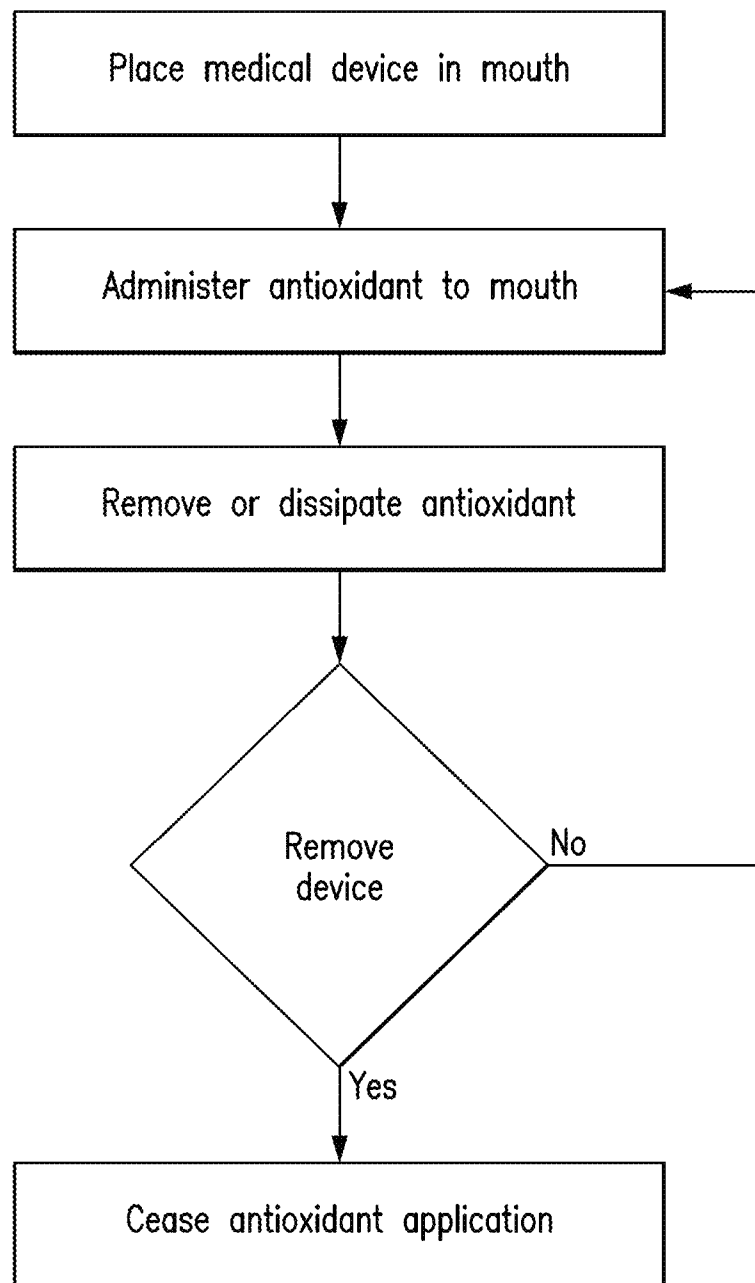 Place medical device in mouth
Administer antioxidant to mouth
Remove or dissipate antioxidant
Remove
device
No
Yes
Cease antioxidant application